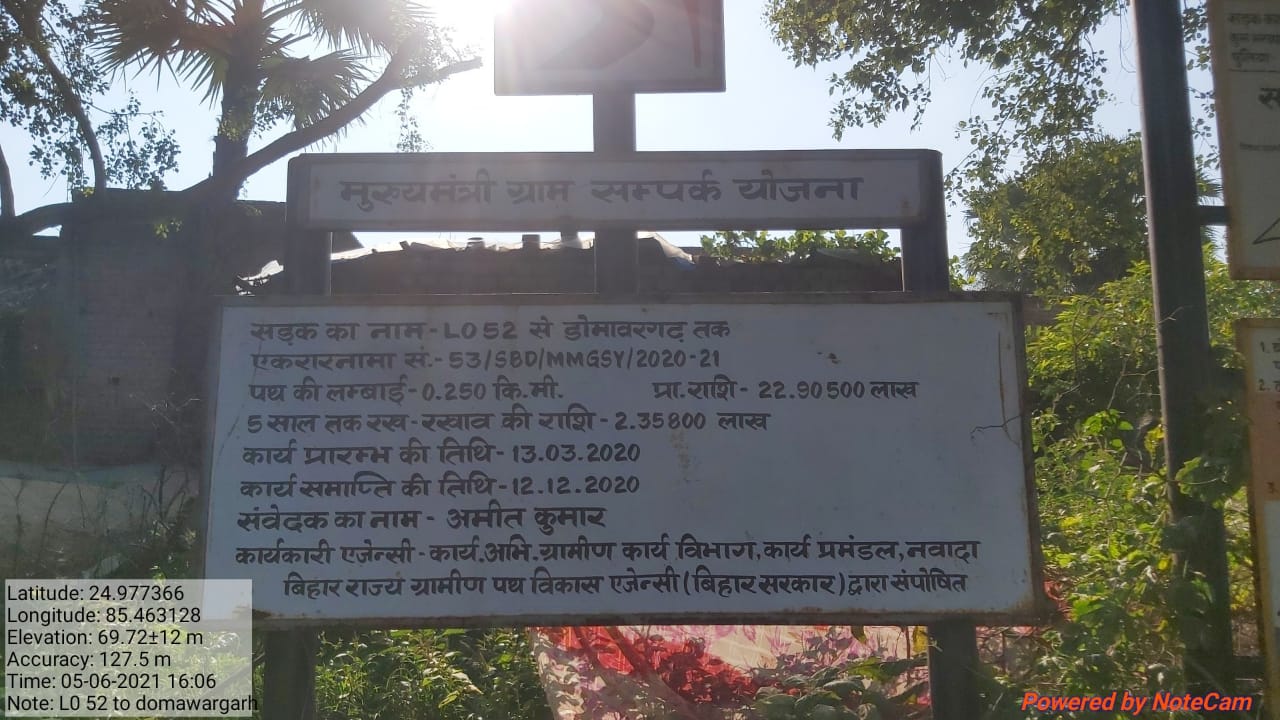 मुख्यमंत्री ग्राम सम्पर्क योजना
सड़क का नाम - L052 से डोमावरगढ़ तक
एकरारनामा सं.- 53/SBD/MMGSY/2020-21
पथ की लम्बाई - 0.250 कि.मी. प्रा.राशि - 22.90500 लाख
5 साल तक रख-रखाव की राशि - 2.35800 लाख
कार्य प्रारम्भ की तिथि - 13.03.2020
कार्य समाप्ति की तिथि - 12.12.2020
संवेदक का नाम - अमीत कुमार
कार्यकारी एजेन्सी - कार्य.अभि.ग्रामीण कार्य विभाग, कार्य प्रमंडल, नवादा
बिहार राज्य ग्रामीण पथ विकास एजेन्सी (बिहार सरकार) द्वारा संपोषित
Latitude: 24.977366
Longitude: 85.463128
Elevation: 69.72±12 m
Accuracy: 127.5 m
Time: 05-06-2021 16:06
Note: L0 52 to domawargarh
Powered by NoteCam